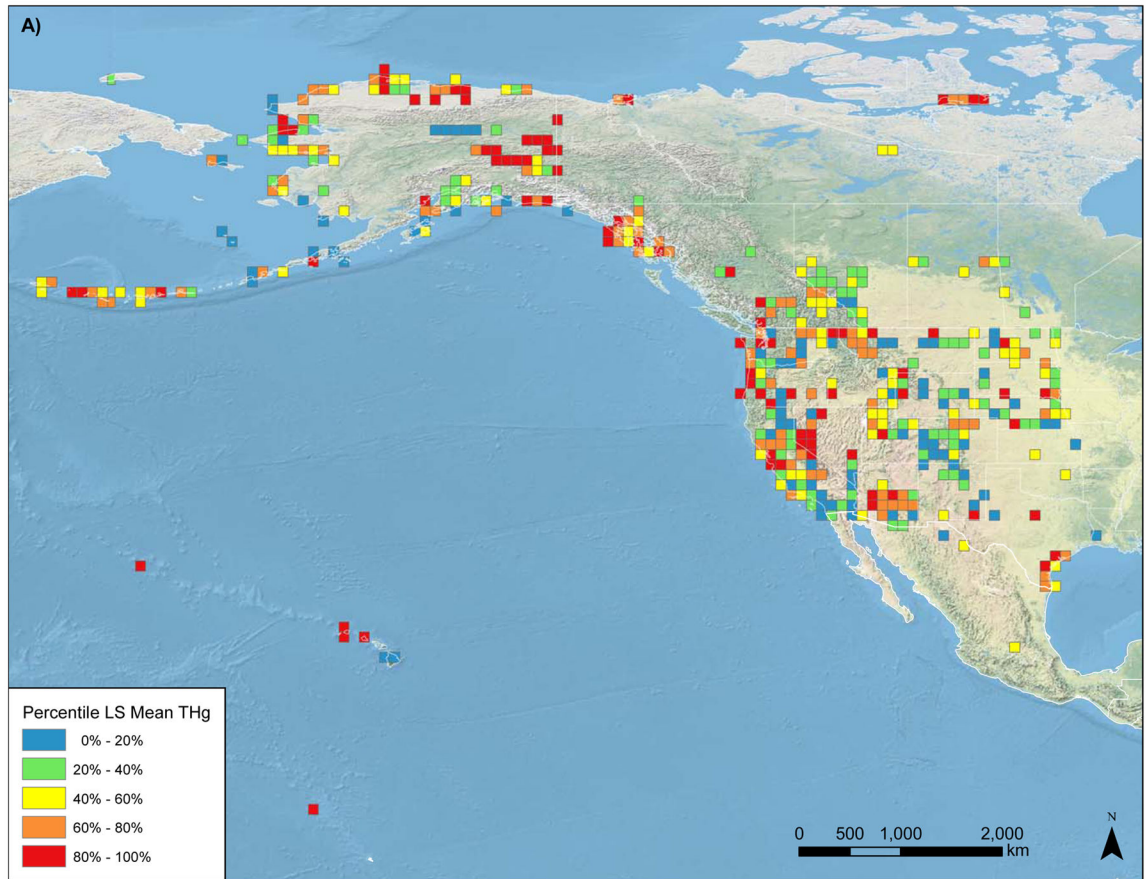 A)
Percentile LS Mean THg
0% - 20%
20% - 40%
40% - 60%
60% - 80%
80% - 100%
N
0 500 1,000 2,000
km